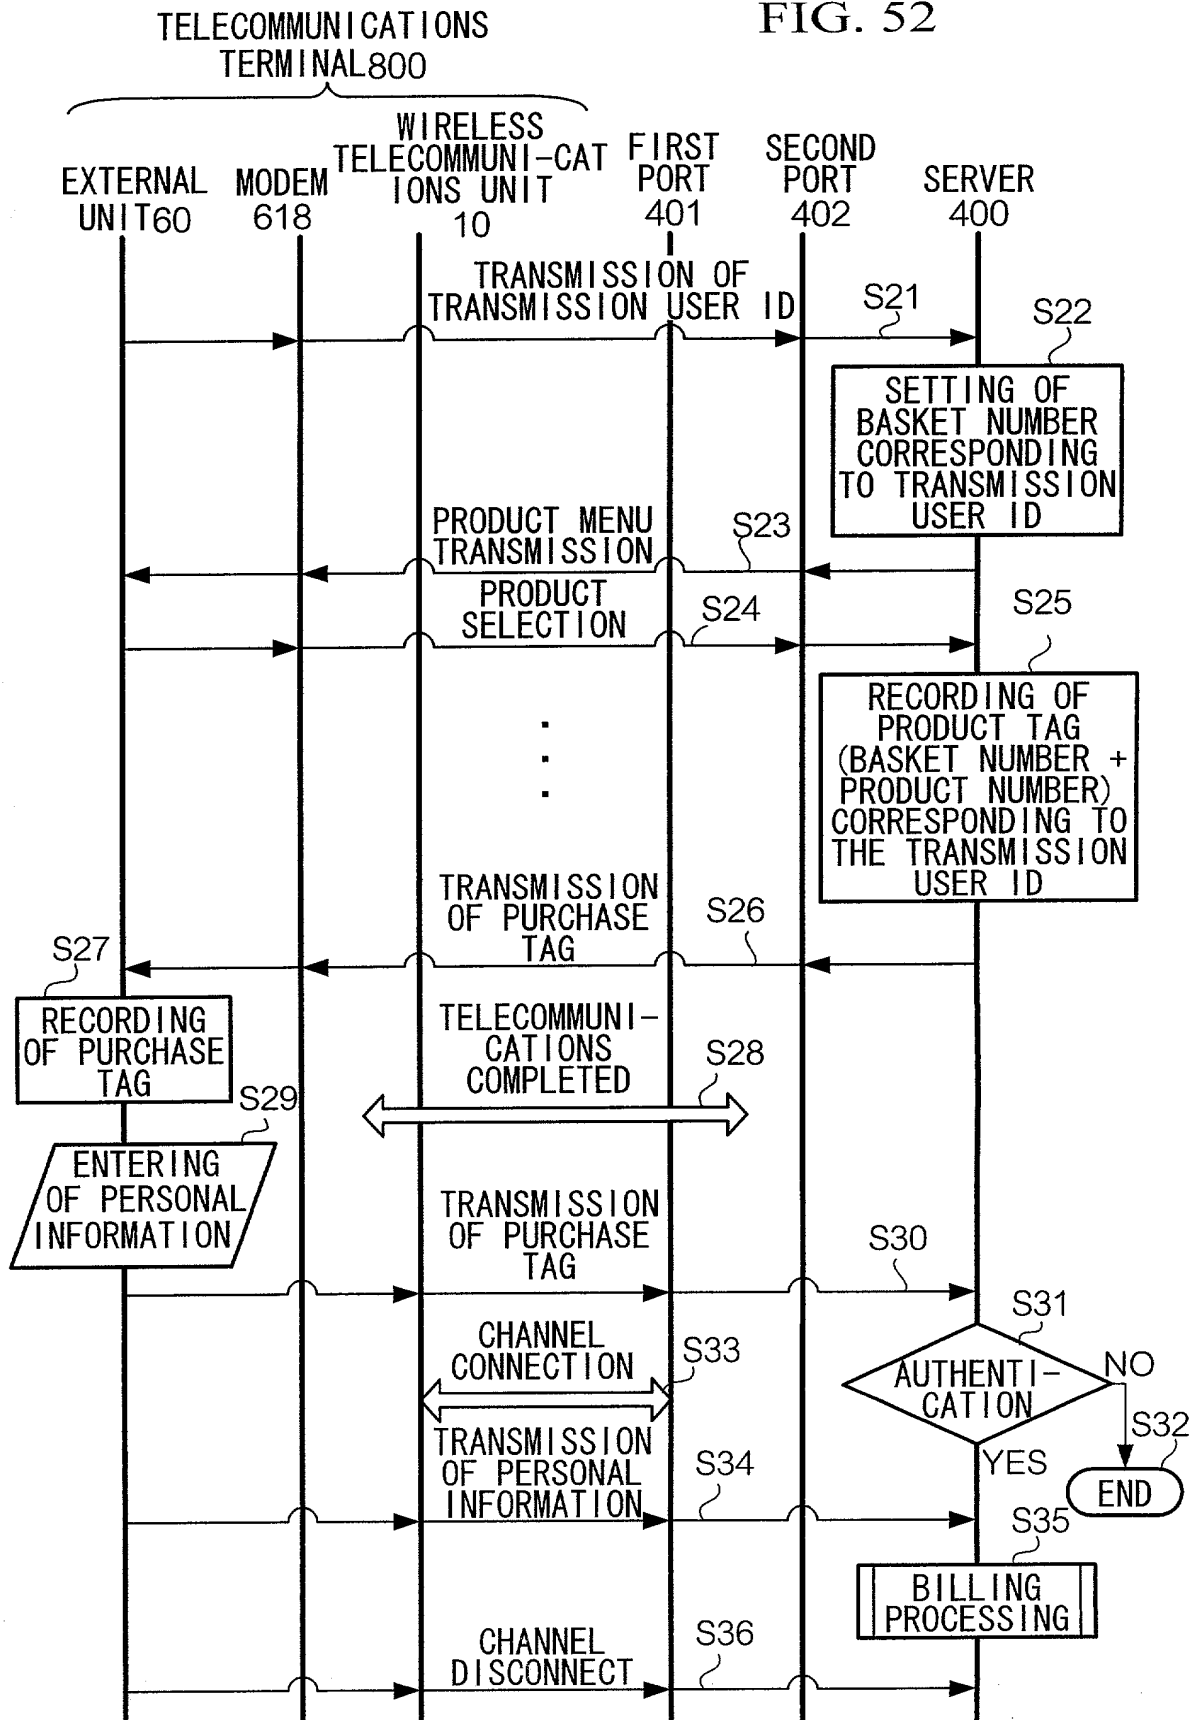 FIG. 52
TELECOMMUNICATIONS
TERMINAL800
EXTERNAL
UNIT60
MODEM
618
WIRELESS
TELECOMMUNI-CAT
IONS UNIT
10
FIRST
PORT
401
SECOND
PORT
402
SERVER
400
TRANSMISSION OF
TRANSMISSION USER ID
S21
S22
SETTING OF
BASKET NUMBER
CORRESPONDING
TO TRANSMISSION
USER ID
PRODUCT MENU
TRANSMISSION
S23
PRODUCT
SELECTION
S24
S25
RECORDING OF
PRODUCT TAG
(BASKET NUMBER +
PRODUCT NUMBER)
CORRESPONDING TO
THE TRANSMISSION
USER ID
TRANSMISSION
OF PURCHASE
TAG
S26
S27
RECORDING
OF PURCHASE
TAG
TELECOMMUNI-
CATIONS
COMPLETED
S28
S29
ENTERING
OF PERSONAL
INFORMATION
TRANSMISSION
OF PURCHASE
TAG
S30
S31
AUTHENTI-
CATION
NO
S32
END
YES
CHANNEL
CONNECTION
S33
TRANSMISSION
OF PERSONAL
INFORMATION
S34
S35
BILLING
PROCESSING
CHANNEL
DISCONNECT
S36